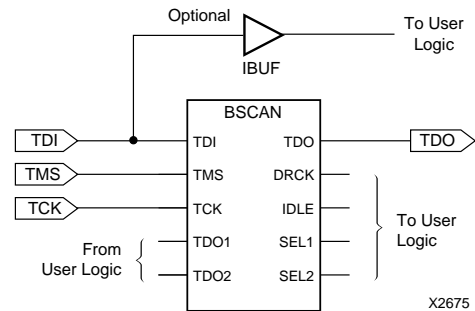 Optional
To User
Logic
IBUF
BSCAN
TDI
TDI
TDO
TDO
TMS
TMS
DRCK
TCK
TCK
IDLE
To User
Logic
From
User Logic
TDO1
SEL1
TDO2
SEL2
X2675